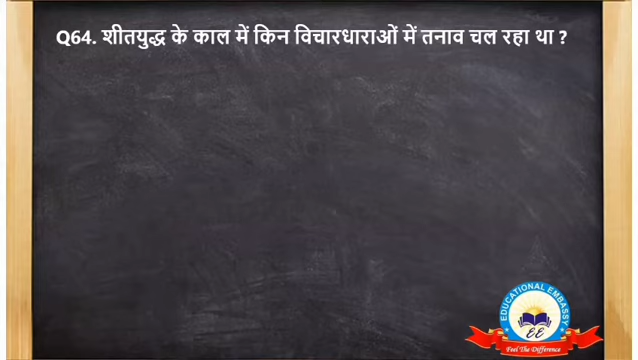 Q64. शीतयुद्ध के काल में किन विचारधाराओं में तनाव चल रहा था ?
EDUCATIONAL EMBASSY
EE
Feel The Difference